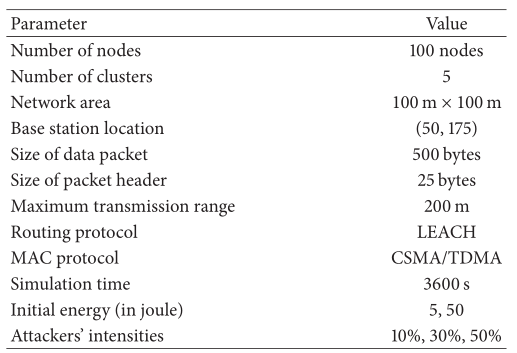 Parameter Value
Number of nodes 100 nodes
Number of clusters 5
Network area 100 m × 100 m
Base station location (50, 175)
Size of data packet 500 bytes
Size of packet header 25 bytes
Maximum transmission range 200 m
Routing protocol LEACH
MAC protocol CSMA/TDMA
Simulation time 3600 s
Initial energy (in joule) 5, 50
Attackers’ intensities 10%, 30%, 50%